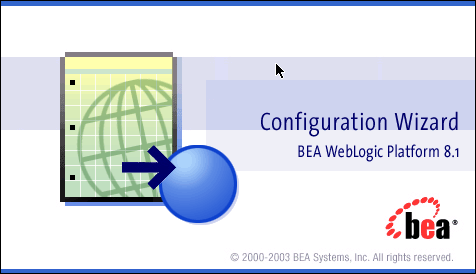 Configuration Wizard
BEA WebLogic Platform 8.1
bea®
© 2000-2003 BEA Systems, Inc. All rights reserved.